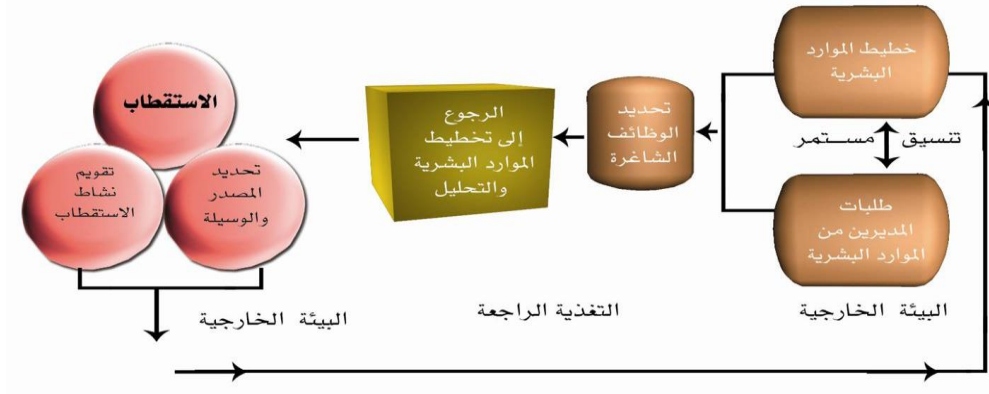 خطيط الموارد
البشرية
تنسيق مستمر
طلبات
المديرين من
الموارد البشرية
البيئة الخارجية
تحديد
الوظائف
الشاغرة
الرجوع
إلى تخطيط
الموارد البشرية
والتحليل
التغذية الراجعة
الاستقطاب
تحديد
المصدر
والوسيلة
تقويم
نشاط
الاستقطاب
البيئة الخارجية